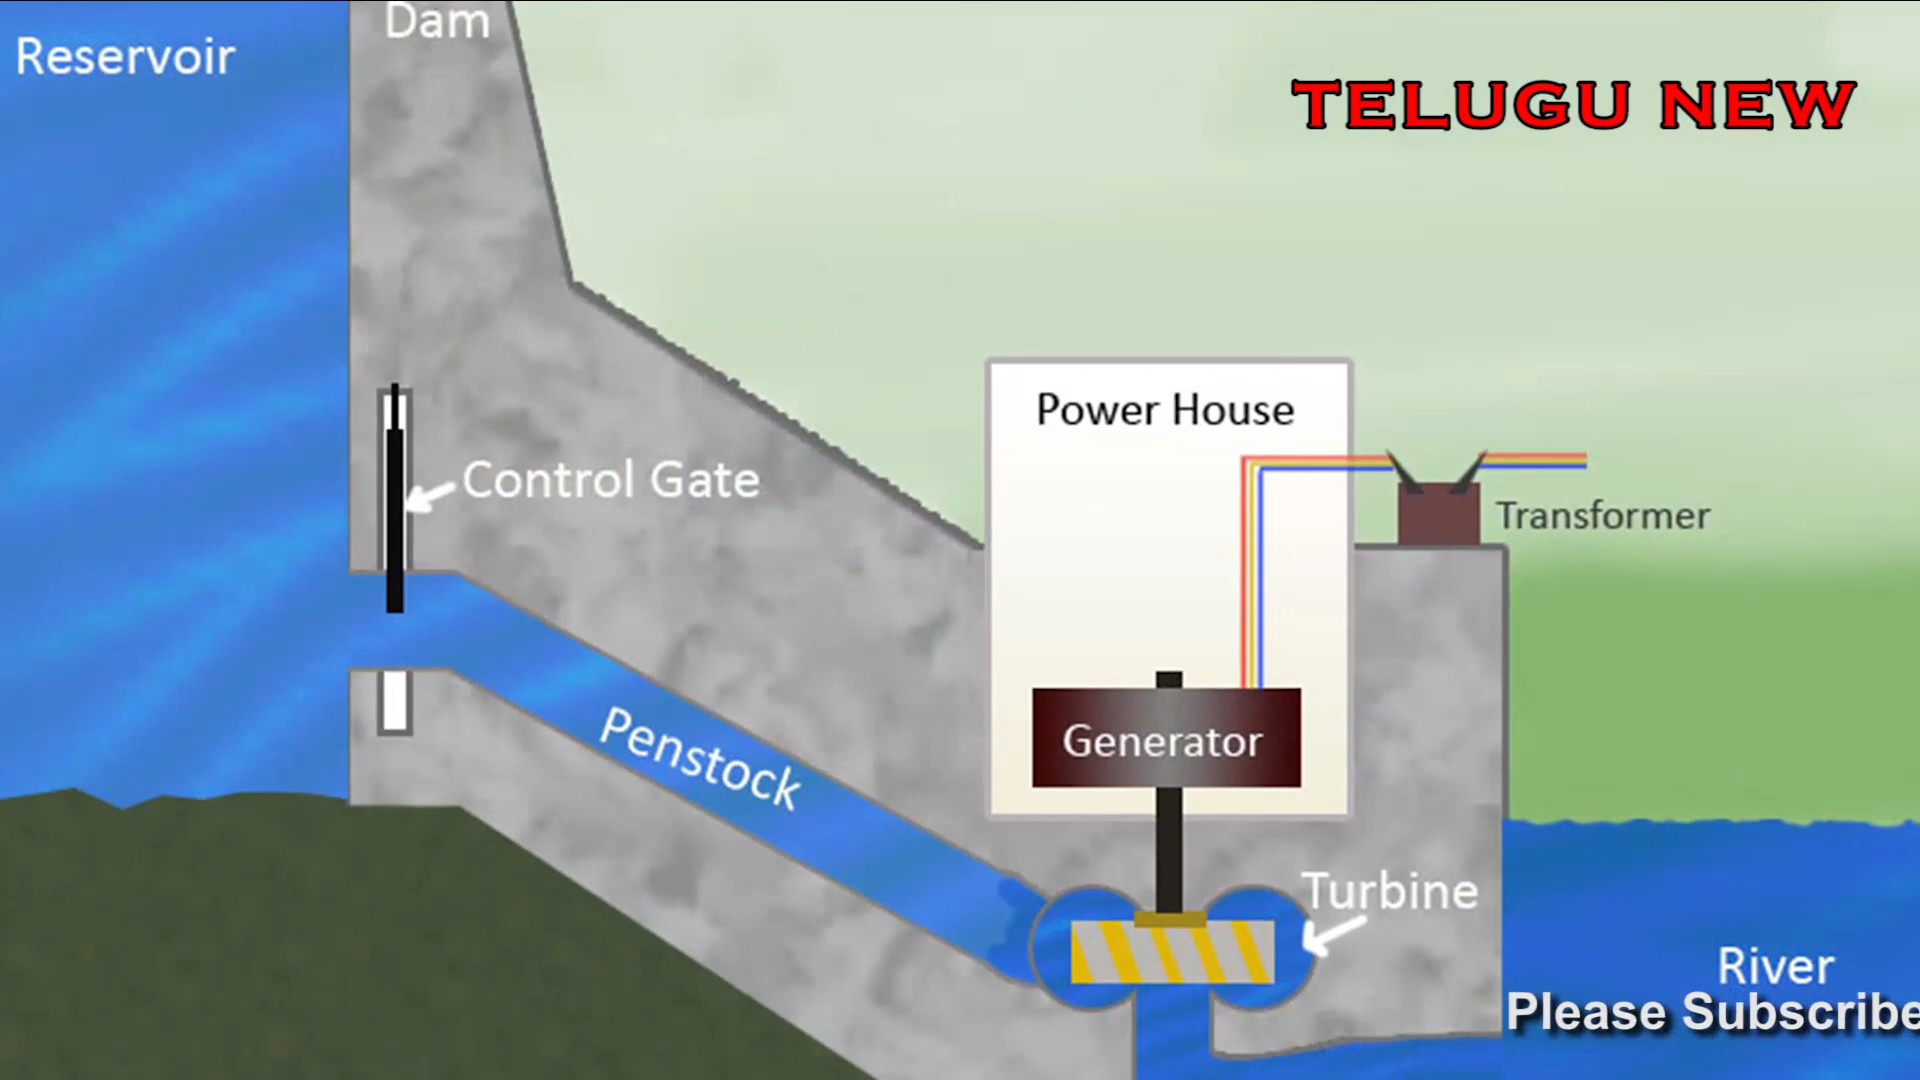 Dam
Reservoir
TELUGU NEW
Power House
Control Gate
Transformer
Penstock
Generator
Turbine
River
Please Subscribe